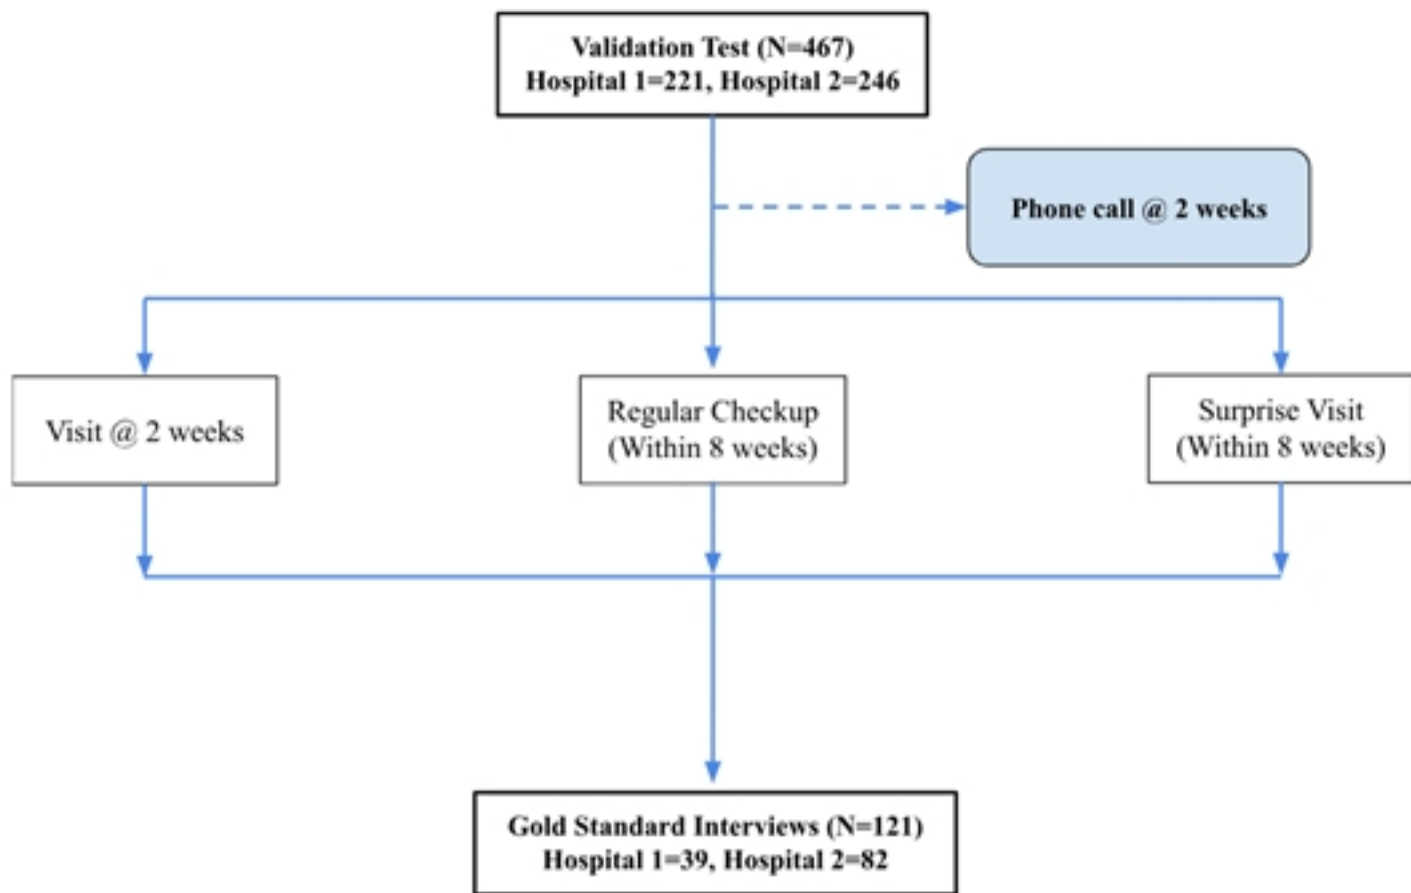 Validation Test (N=467)
Hospital 1=221, Hospital 2=246
Phone call @ 2 weeks
Visit @ 2 weeks
Regular Checkup
(Within 8 weeks)
Surprise Visit
(Within 8 weeks)
Gold Standard Interviews (N=121)
Hospital 1=39, Hospital 2=82